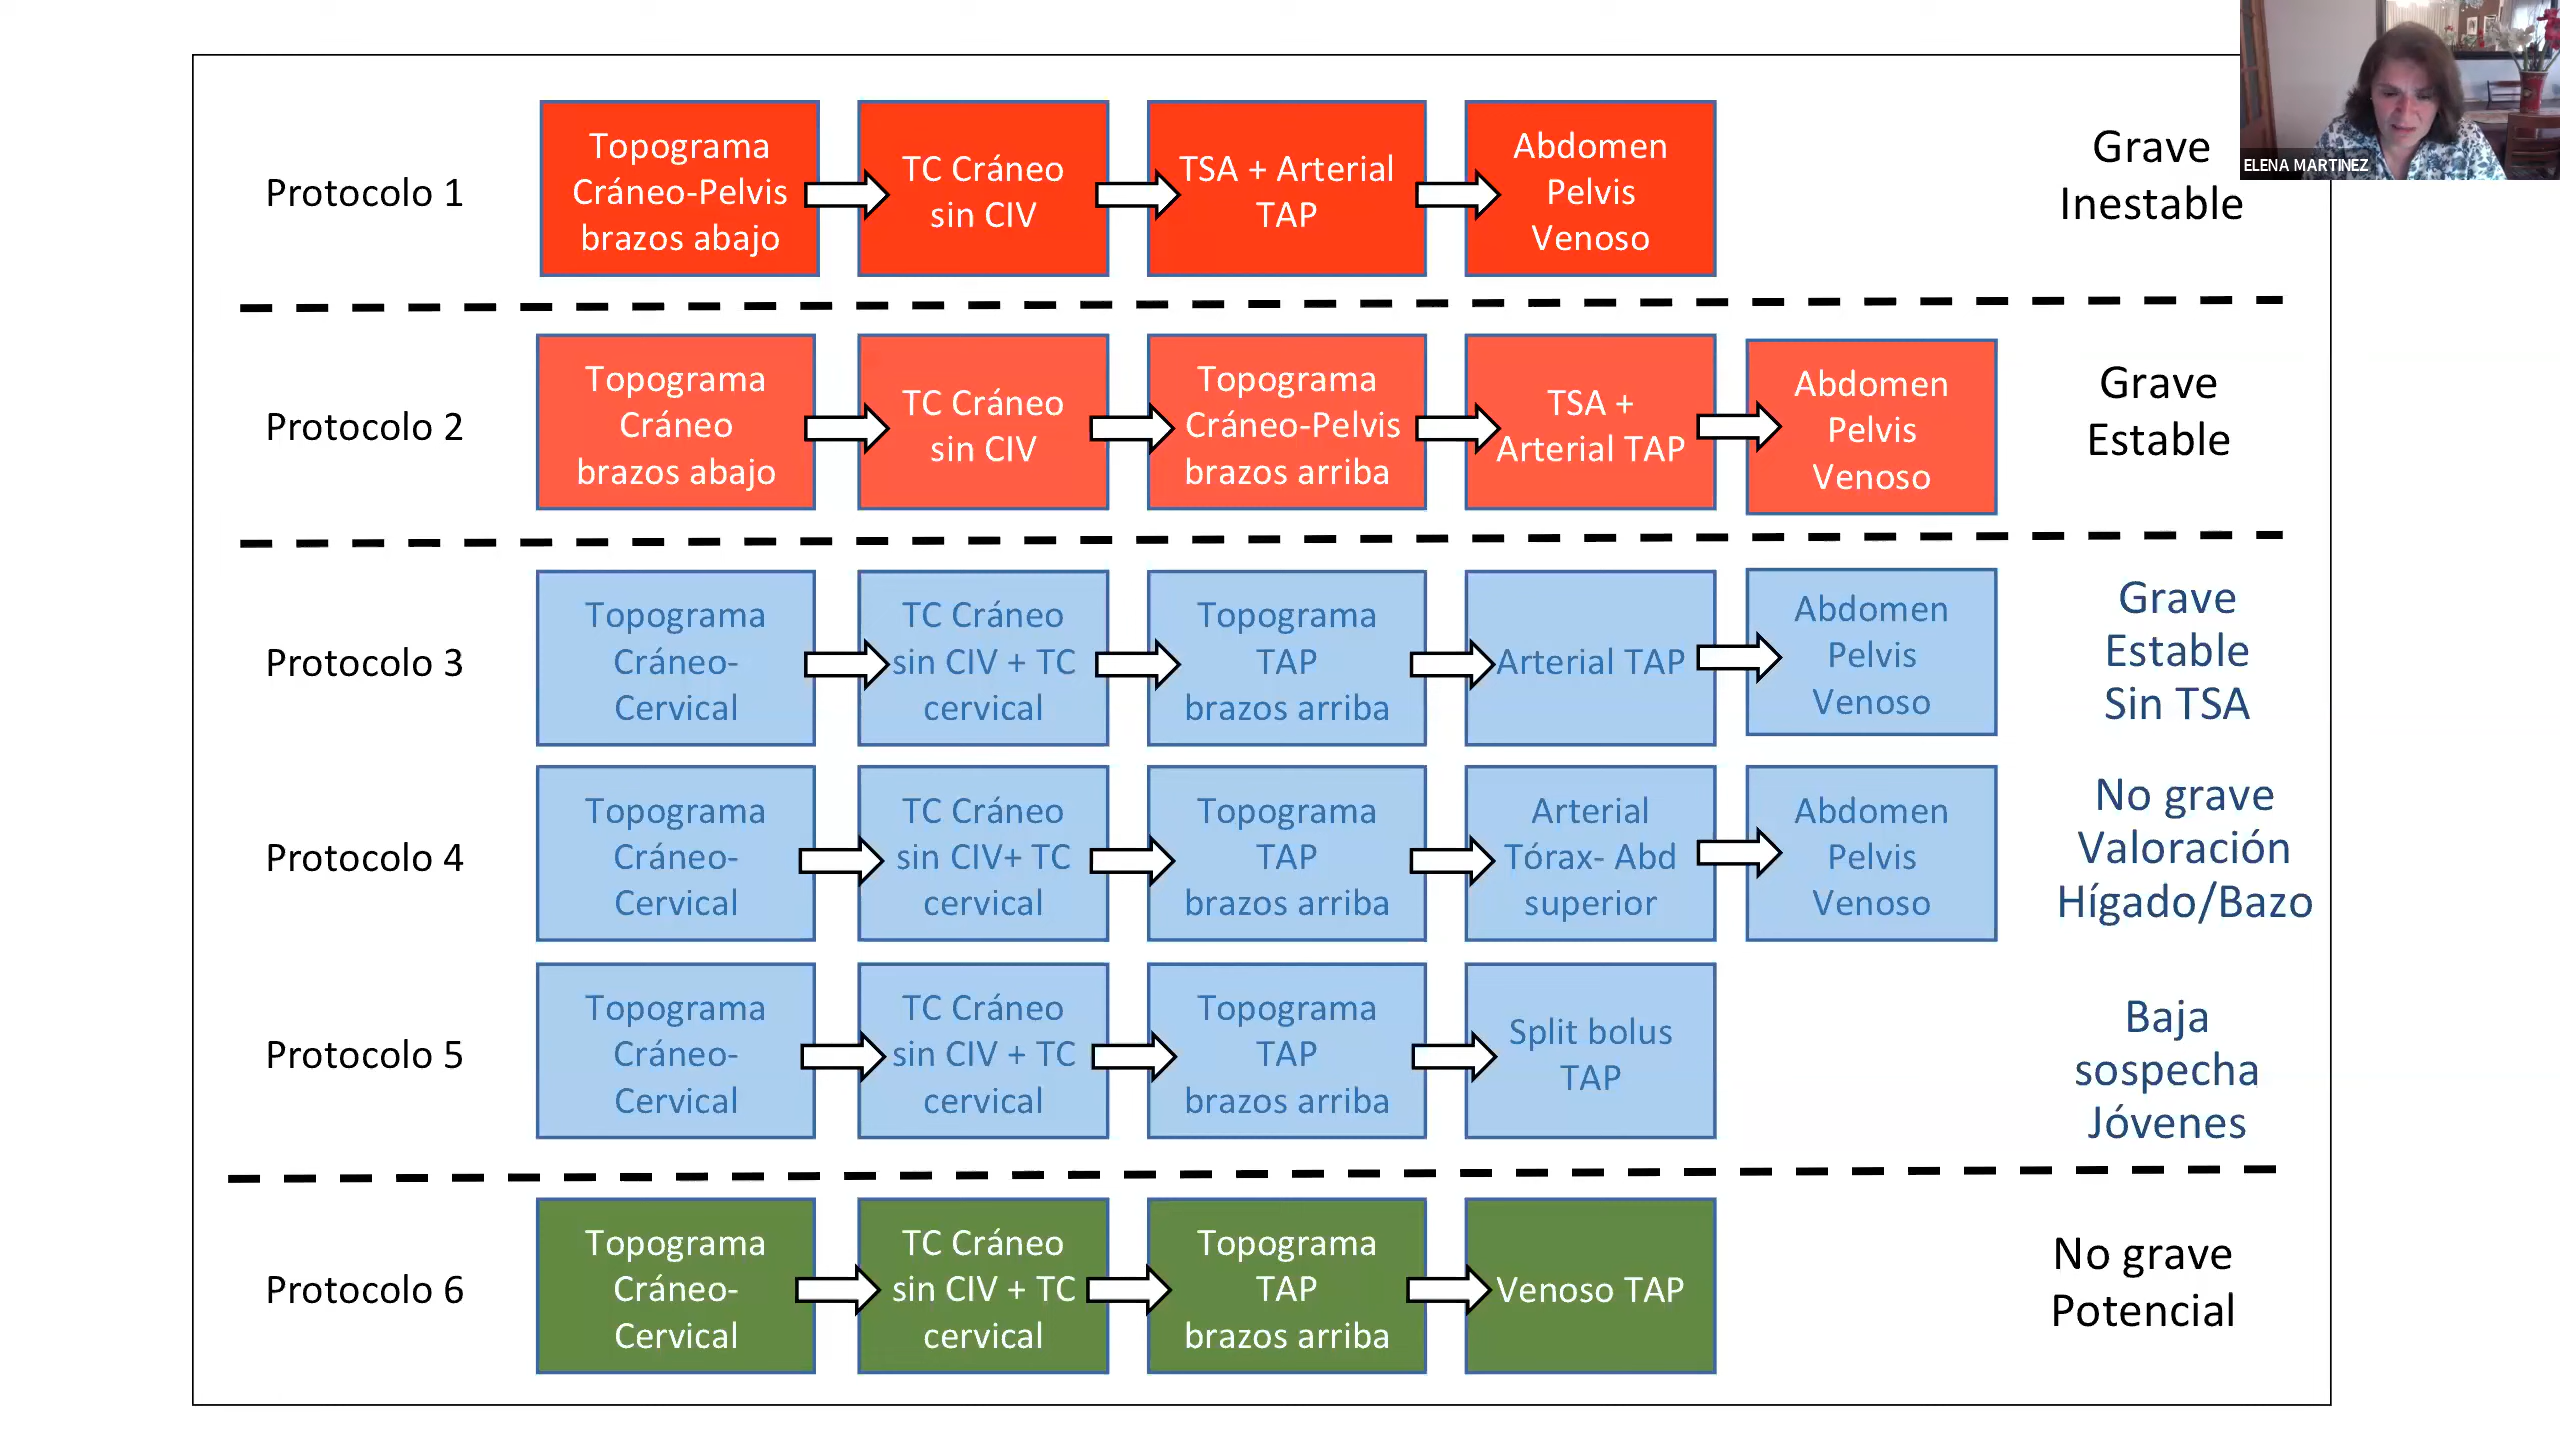 Protocolo 1
Topograma
Cráneo-Pelvis
brazos abajo
TC Cráneo
sin CIV
TSA + Arterial
TAP
Abdomen
Pelvis
Venoso
Grave
Inestable
ELENA MARTINEZ
Protocolo 2
Topograma
Cráneo
brazos abajo
TC Cráneo
sin CIV
Topograma
Cráneo-Pelvis
brazos arriba
TSA +
Arterial TAP
Abdomen
Pelvis
Venoso
Grave
Estable
Protocolo 3
Topograma
Cráneo-
Cervical
TC Cráneo
sin CIV + TC
cervical
Topograma
TAP
brazos arriba
Arterial TAP
Abdomen
Pelvis
Venoso
Grave
Estable
Sin TSA
Protocolo 4
Topograma
Cráneo-
Cervical
TC Cráneo
sin CIV+ TC
cervical
Topograma
TAP
brazos arriba
Arterial
Tórax- Abd
superior
Abdomen
Pelvis
Venoso
No grave
Valoración
Hígado/Bazo
Protocolo 5
Topograma
Cráneo-
Cervical
TC Cráneo
sin CIV + TC
cervical
Topograma
TAP
brazos arriba
Split bolus
TAP
Baja
sospecha
Jóvenes
Protocolo 6
Topograma
Cráneo-
Cervical
TC Cráneo
sin CIV + TC
cervical
Topograma
TAP
brazos arriba
Venoso TAP
No grave
Potencial